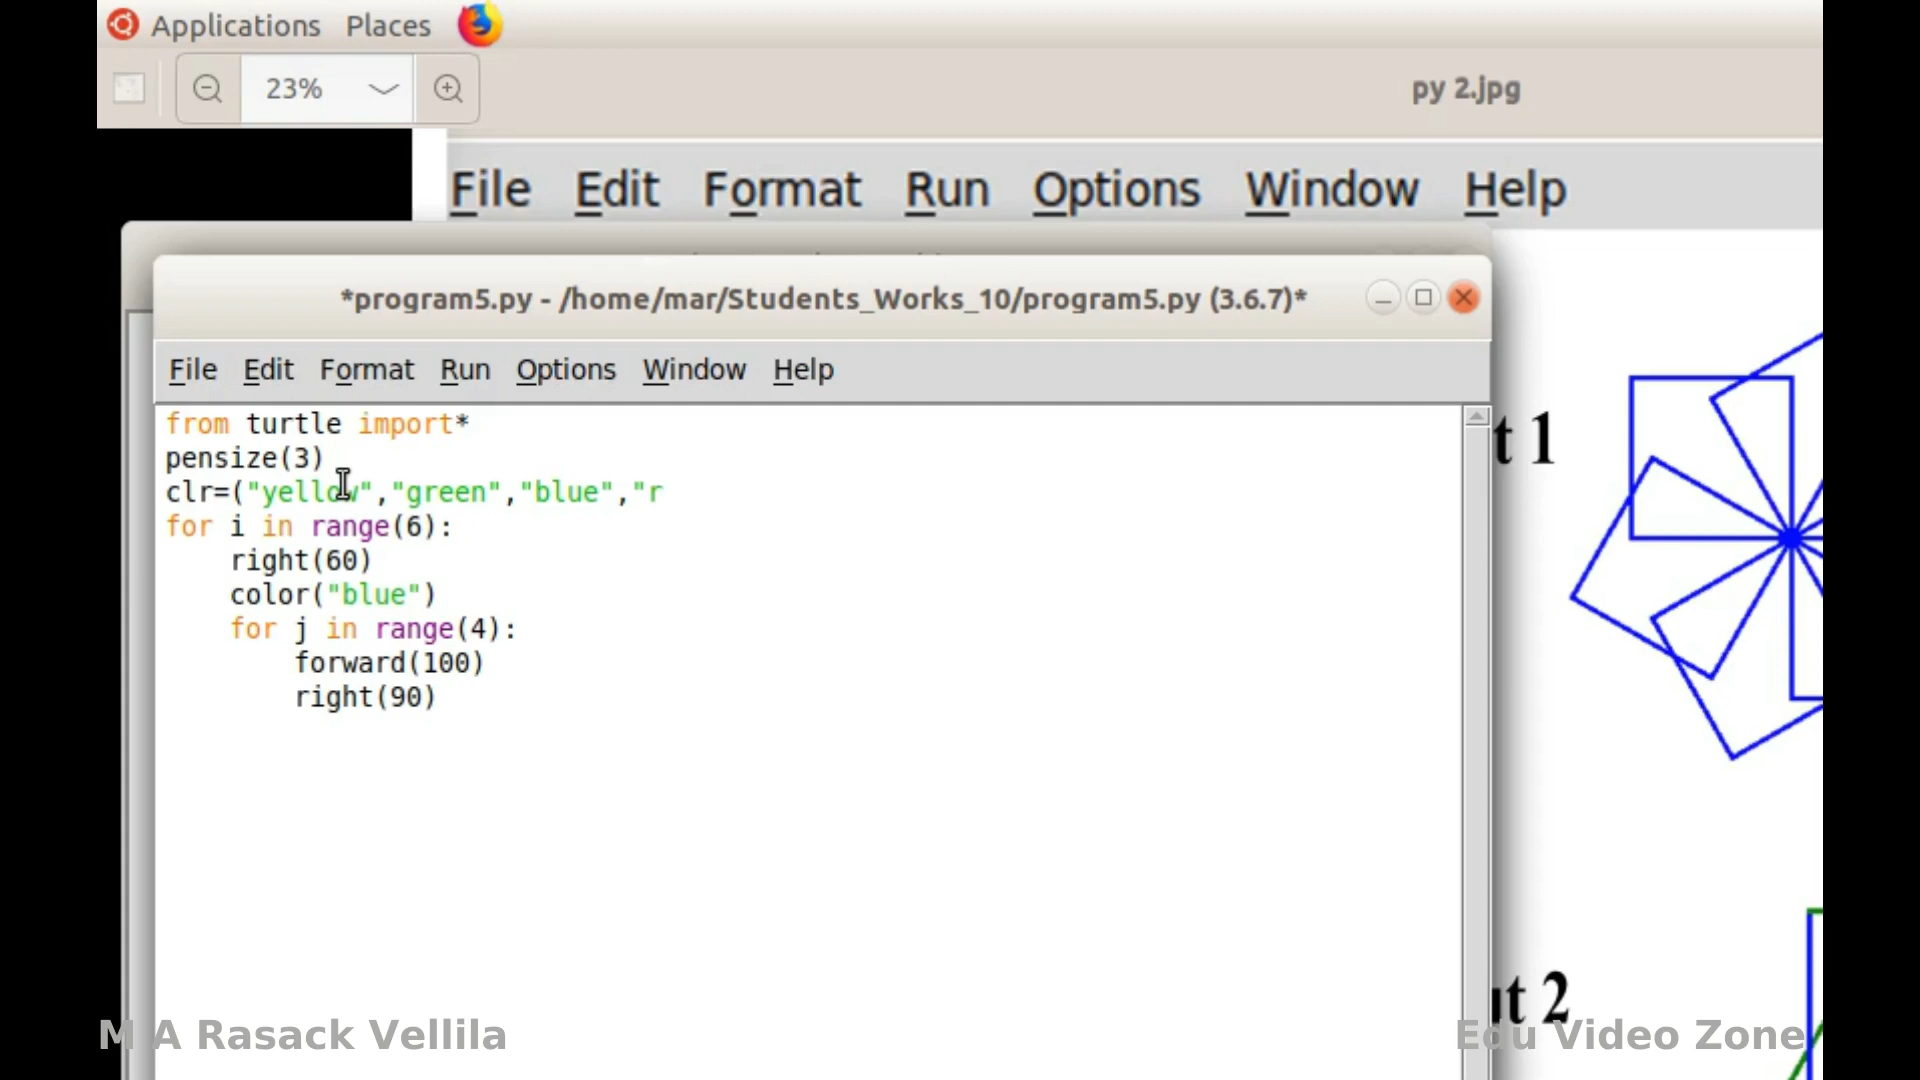 Applications Places
23%
py 2.jpg
File Edit Format Run Options Window Help
*program5.py - /home/mar/Students_Works_10/program5.py (3.6.7)*
File Edit Format Run Options Window Help
from turtle import*
pensize(3)
clr=("yellow","green","blue","r
for i in range(6):
    right(60)
    color("blue")
    for j in range(4):
        forward(100)
        right(90)
t 1
ut 2
M A Rasack Vellila
Edu Video Zone